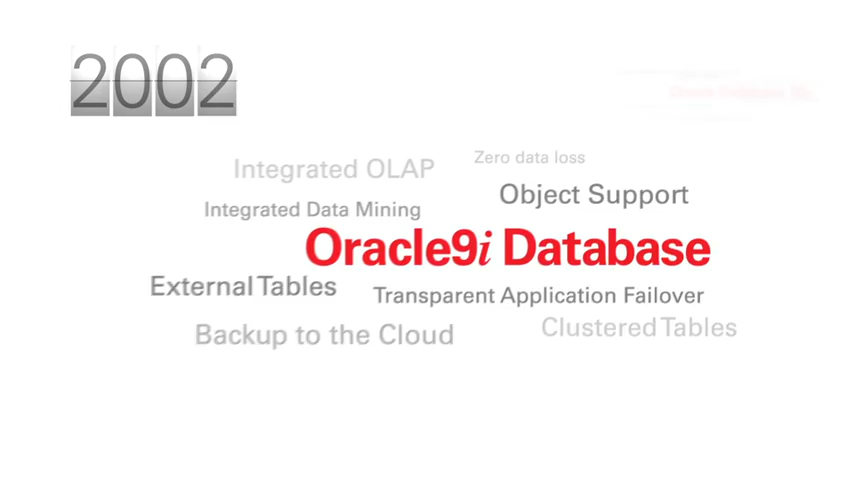 2002
Zero data loss
Integrated OLAP
Object Support
Integrated Data Mining
Oracle9i Database
External Tables
Transparent Application Failover
Clustered Tables
Backup to the Cloud